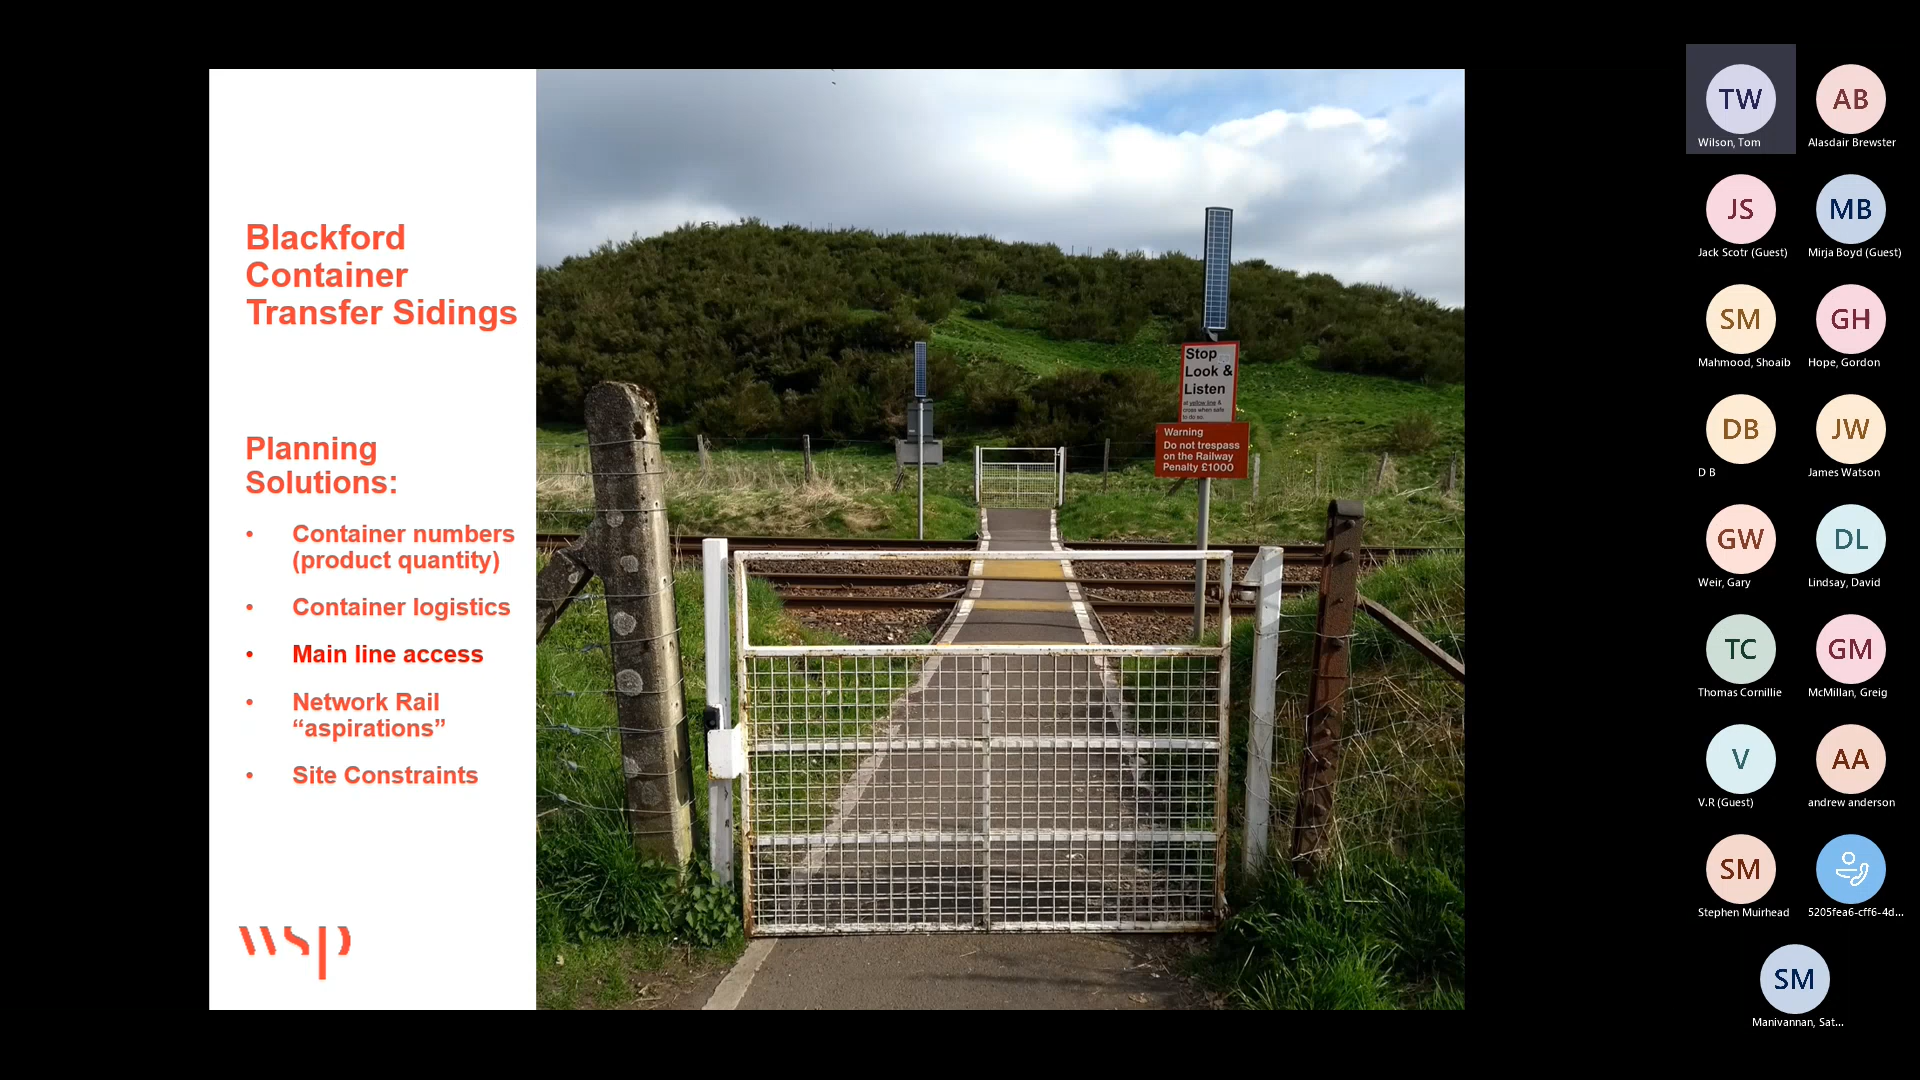 Blackford
Container
Transfer Sidings
Planning
Solutions:
• Container numbers
(product quantity)
• Container logistics
• Main line access
• Network Rail
“aspirations”
• Site Constraints
wsp
Stop
Look &
Listen
at yellow line &
cross when safe
to do so.
Warning
Do not trespass
on the Railway
Penalty £1000
TW
Wilson, Tom
AB
Alasdair Brewster
JS
Jack Scotr (Guest)
MB
Mirja Boyd (Guest)
SM
Mahmood, Shoaib
GH
Hope, Gordon
DB
D B
JW
James Watson
GW
Weir, Gary
DL
Lindsay, David
TC
Thomas Cornillie
GM
McMillan, Greig
V
V.R (Guest)
AA
andrew anderson
SM
Stephen Muirhead
5205fea6-cff6-4d...
SM
Manivannan, Sat...